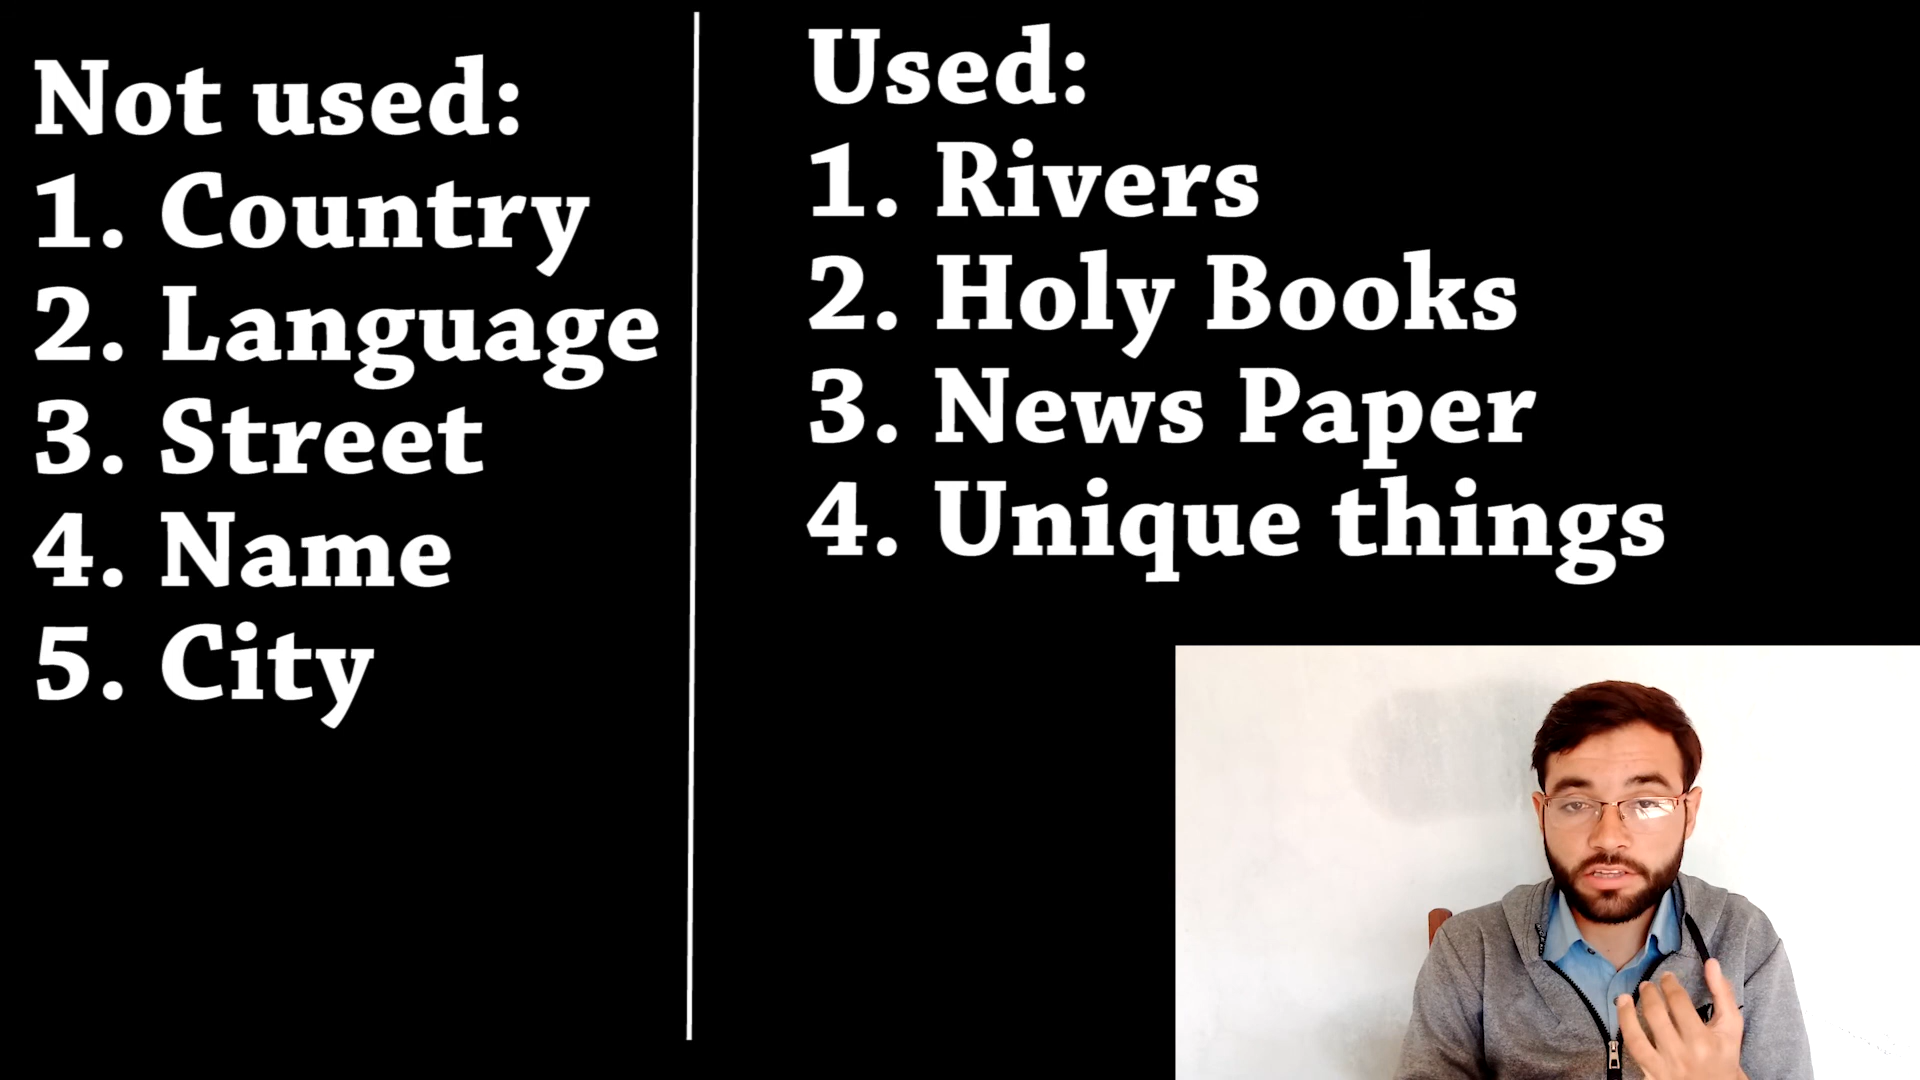 Not used:
1. Country
2. Language
3. Street
4. Name
5. City
Used:
1. Rivers
2. Holy Books
3. News Paper
4. Unique things